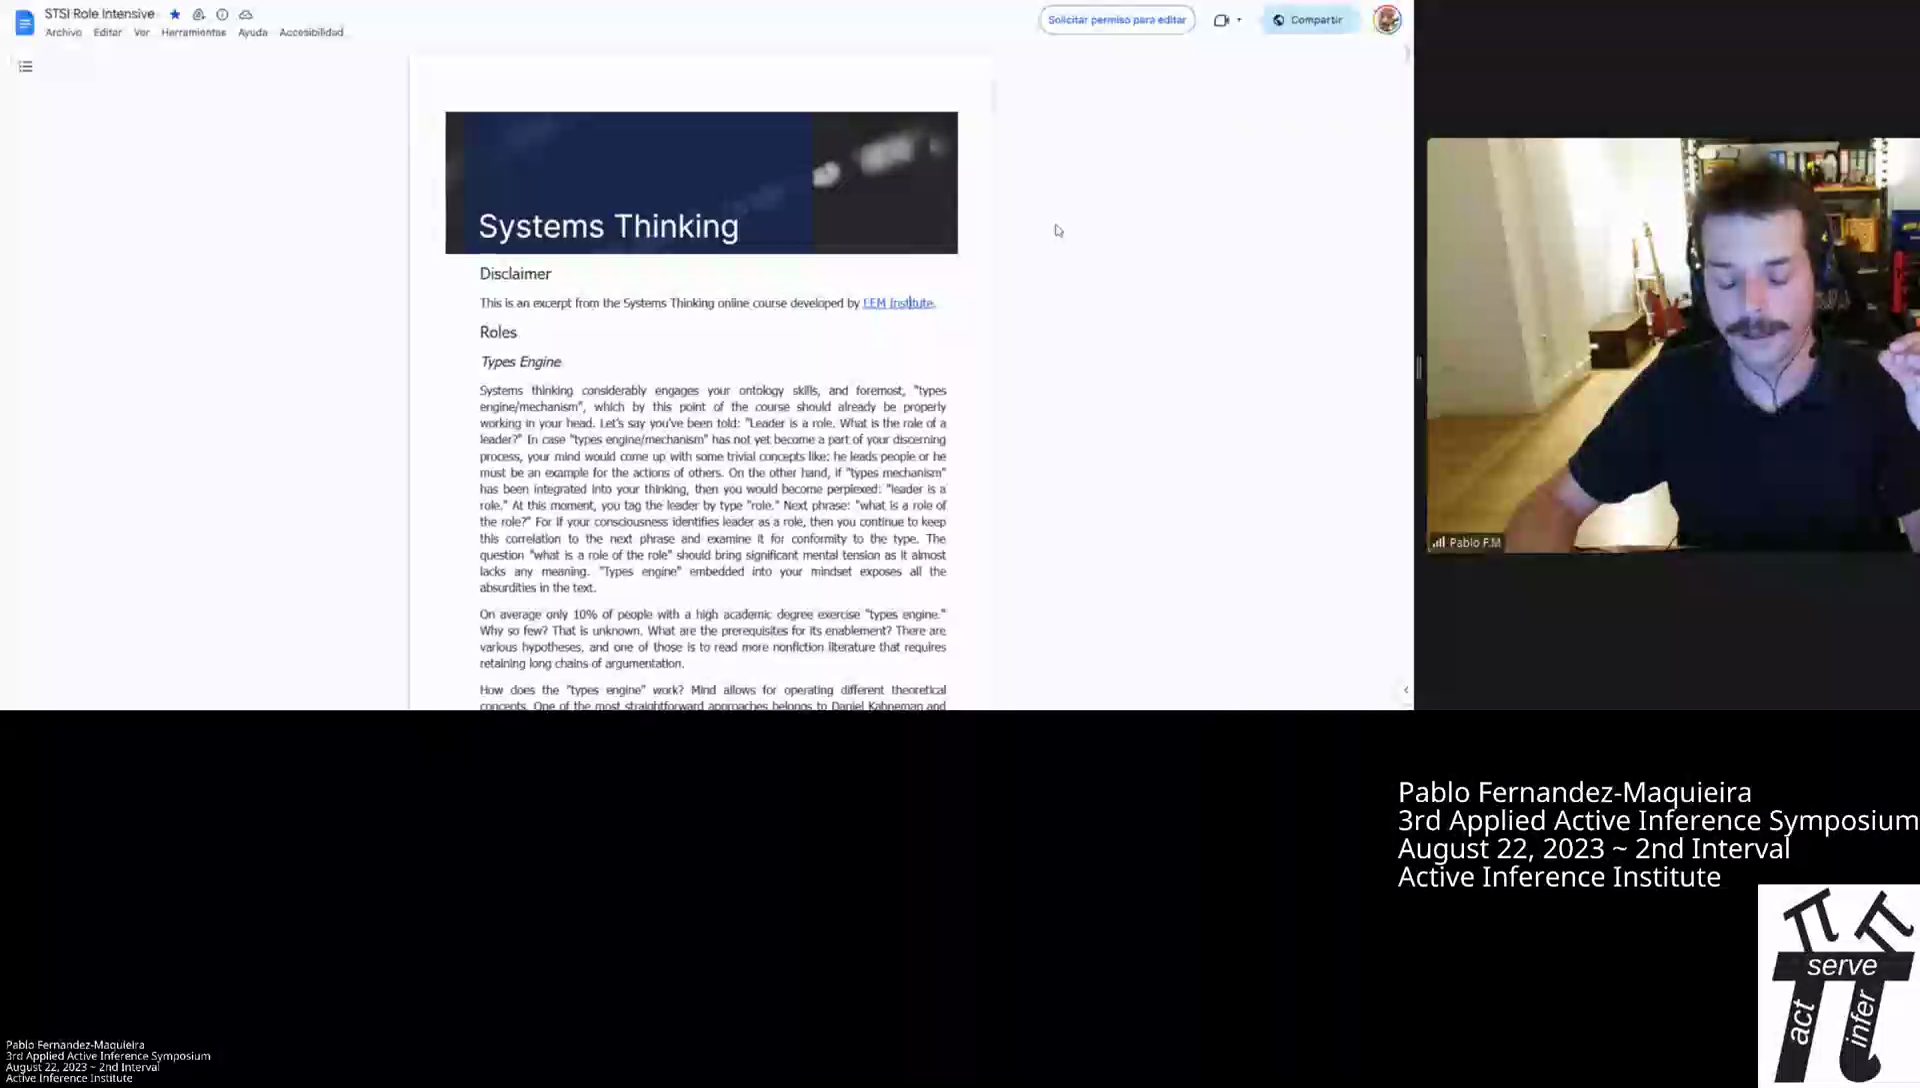 STSI Role Intensive
Archivo Editar Ver Herramientas Ayuda Accesibilidad
Solicitar permiso para editar
Compartir
Systems Thinking
Disclaimer
This is an excerpt from the Systems Thinking online course developed by EEM Institute.
Roles
Types Engine
Systems thinking considerably engages your ontology skills, and foremost, "types
engine/mechanism", which by this point of the course should already be properly
working in your head. Let's say you've been told: "Leader is a role. What is the role of a
leader?" In case "types engine/mechanism" has not yet become a part of your discerning
process, your mind would come up with some trivial concepts like: he leads people or he
must be an example for the actions of others. On the other hand, if "types mechanism"
has been integrated into your thinking, then you would become perplexed: "leader is a
role." At this moment, you tag the leader by type "role." Next phrase: "what is a role of
the role?" For if your consciousness identifies leader as a role, then you continue to keep
this correlation to the next phrase and examine it for conformity to the type. The
question "what is a role of the role" should bring significant mental tension as it almost
lacks any meaning. "Types engine" embedded into your mindset exposes all the
absurdities in the text.
On average only 10% of people with a high academic degree exercise "types engine."
Why so few? That is unknown. What are the prerequisites for its enablement? There are
various hypotheses, and one of those is to read more nonfiction literature that requires
retaining long chains of argumentation.
How does the "types engine" work? Mind allows for operating different theoretical
concepts. One of the most straightforward approaches belongs to Daniel Kahneman and
Pablo F.M
Pablo Fernandez-Maquieira
3rd Applied Active Inference Symposium
August 22, 2023 ~ 2nd Interval
Active Inference Institute
serve
act
infer
Pablo Fernandez-Maquieira
3rd Applied Active Inference Symposium
August 22, 2023 ~ 2nd Interval
Active Inference Institute